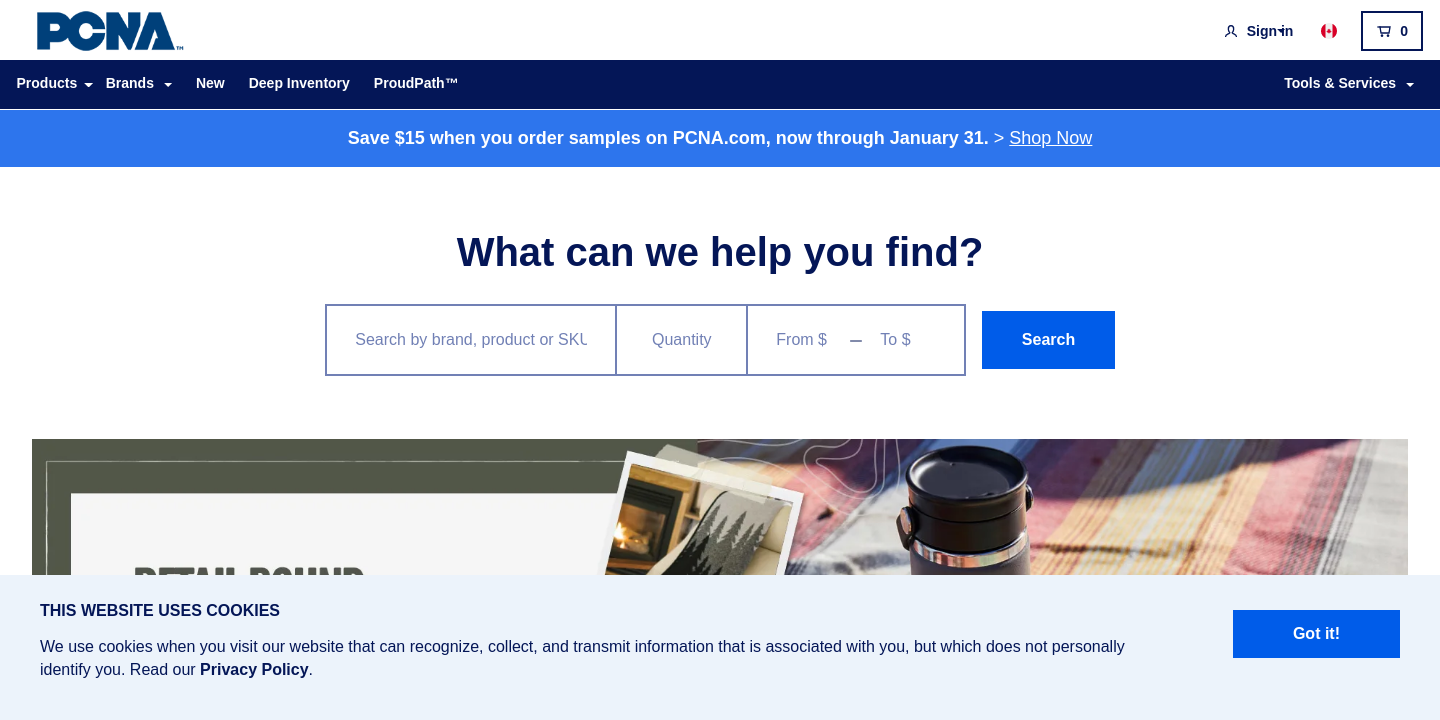 PCNA™
Sign in
0
Products Brands New Deep Inventory ProudPath™ Tools & Services
Save $15 when you order samples on PCNA.com, now through January 31. > Shop Now
What can we help you find?
Search by brand, product or SKU Quantity From $ – To $ Search
RETAIL BOUND
THIS WEBSITE USES COOKIES
We use cookies when you visit our website that can recognize, collect, and transmit information that is associated with you, but which does not personally
identify you. Read our Privacy Policy.
Got it!